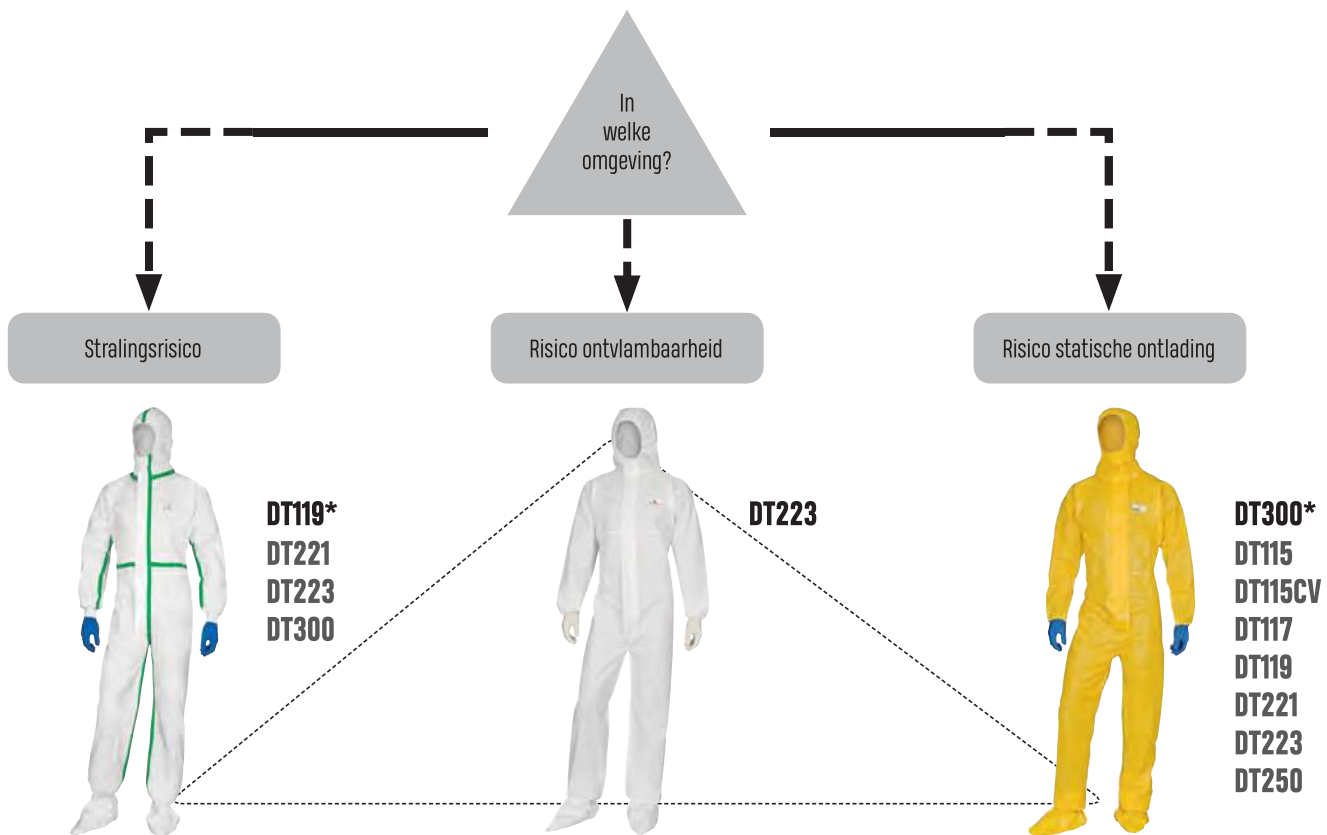 In
welke
omgeving?
Stralingsrisico
Risico ontvlambaarheid
Risico statische ontlading
DT119*
DT221
DT223
DT300
DT223
DT300*
DT115
DT115CV
DT117
DT119
DT221
DT223
DT250